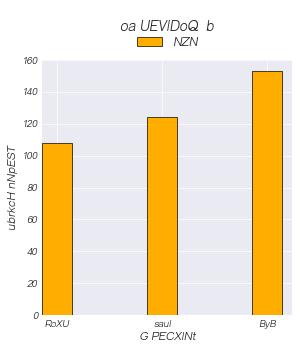 oa UEVIDoQ b
NZN
160
140
120
100
80
60
40
20
0
ubrkcH nNpEST
RoXU saul ByB
G PECXINt